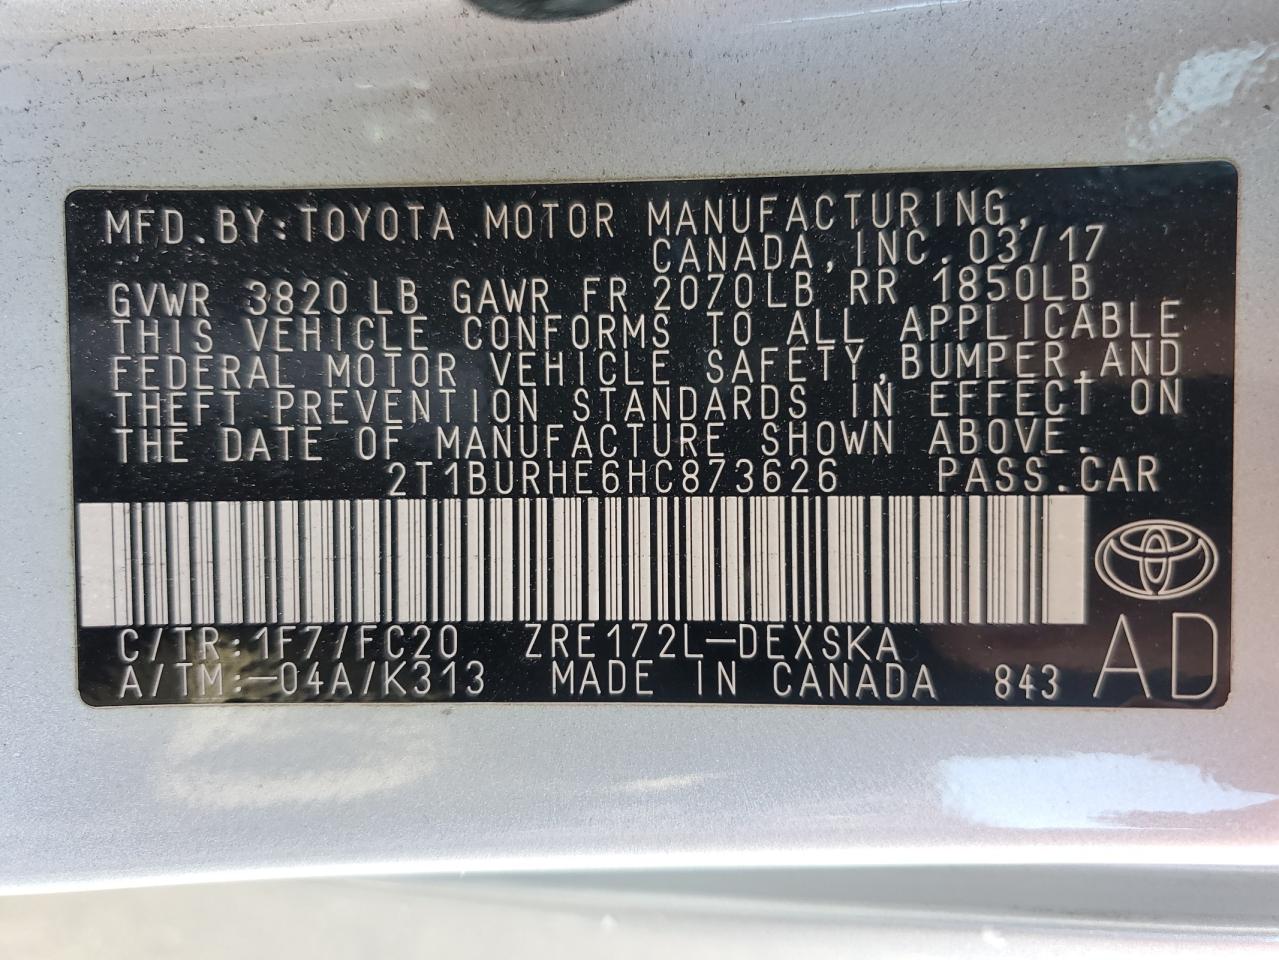 MFD.BY:TOYOTA MOTOR MANUFACTURING,
CANADA,INC.03/17
GVWR 3820LB GAWR FR 2070LB RR 1850LB
THIS VEHICLE CONFORMS TO ALL APPLICABLE
FEDERAL MOTOR VEHICLE SAFETY,BUMPER,AND
THEFT PREVENTION STANDARDS IN EFFECT ON
THE DATE OF MANUFACTURE SHOWN ABOVE.
2T1BURHE6HC873626 PASS.CAR
C/TR:1F7/FC20 ZRE172L-DEXSKA
A/TM:-04A/K313 MADE IN CANADA 843 AD